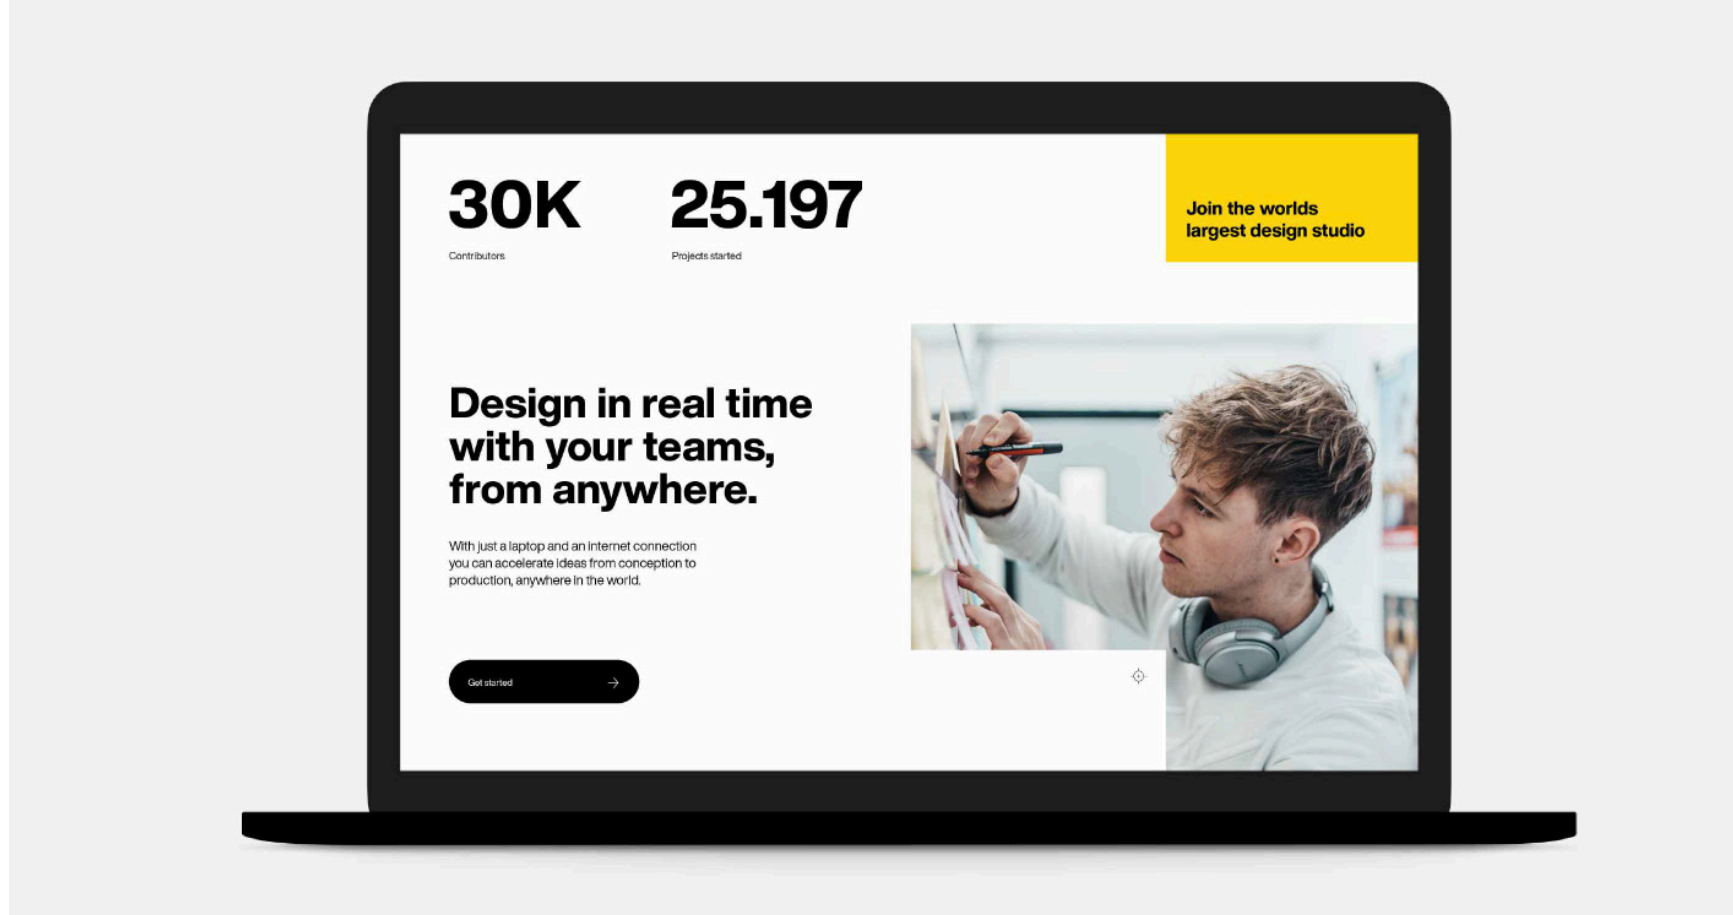 30K
25.197
Contributors
Projects started
Join the worlds
largest design studio
Design in real time
with your teams,
from anywhere.
With just a laptop and an internet connection
you can accelerate ideas from conception to
production, anywhere in the world.
Get started